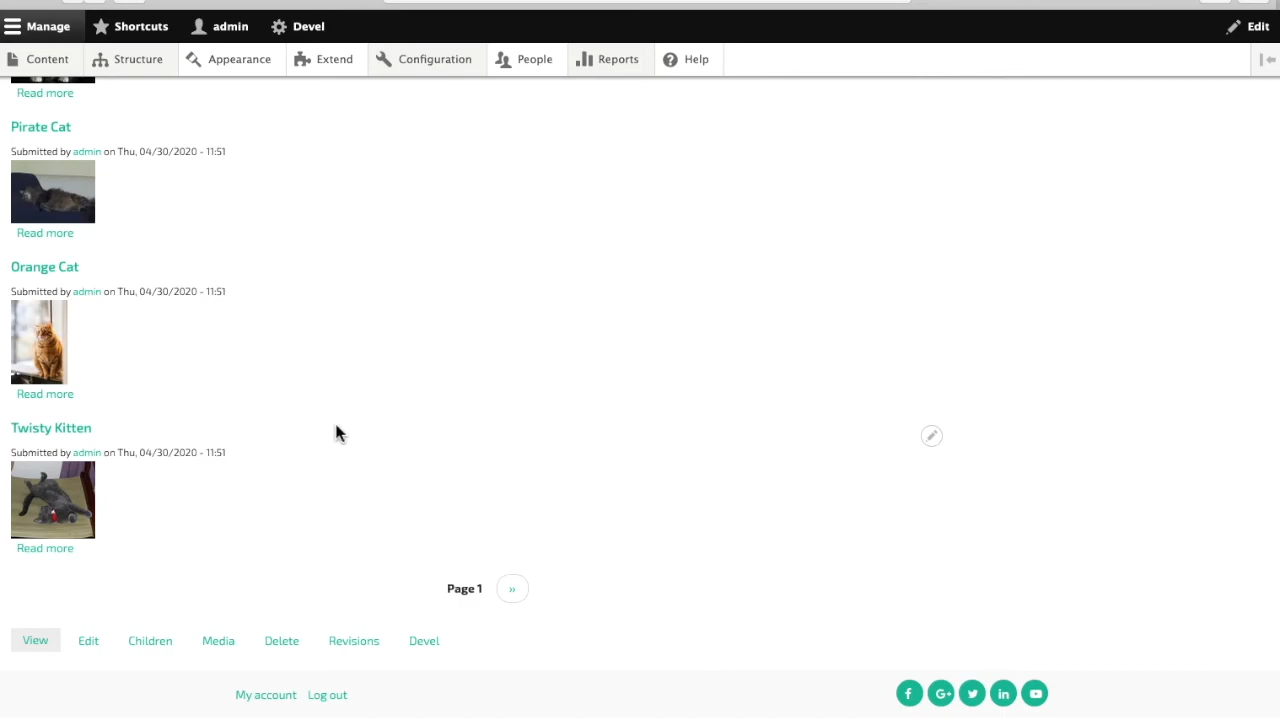 Manage Shortcuts admin Devel Edit
Content Structure Appearance Extend Configuration People Reports Help
Read more
Pirate Cat
Submitted by admin on Thu, 04/30/2020 - 11:51
Read more
Orange Cat
Submitted by admin on Thu, 04/30/2020 - 11:51
Read more
Twisty Kitten
Submitted by admin on Thu, 04/30/2020 - 11:51
Read more
Page 1 »
View Edit Children Media Delete Revisions Devel
My account Log out